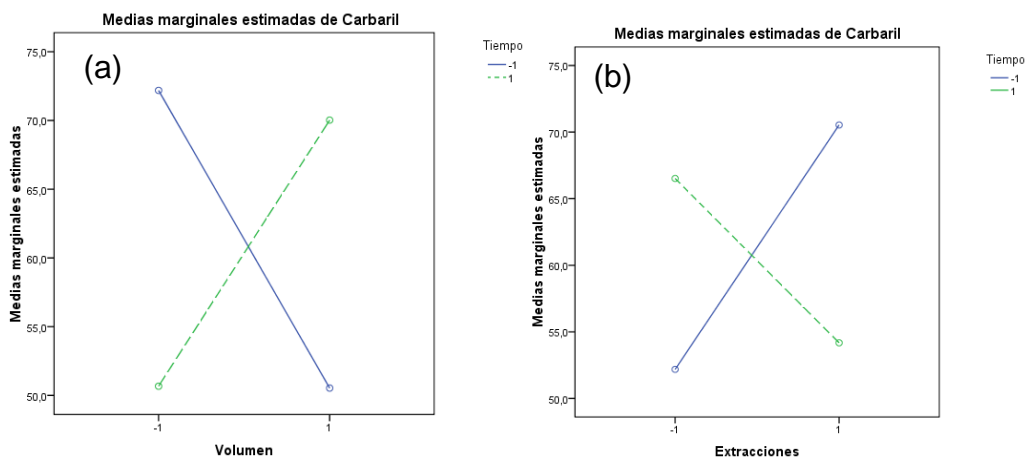 Medias marginales estimadas de Carbaril
(a)
Tiempo
-1
1
Medias marginales estimadas
75,0
70,0
65,0
60,0
55,0
50,0
-1
1
Volumen
Medias marginales estimadas de Carbaril
(b)
Tiempo
-1
1
Medias marginales estimadas
75,0
70,0
65,0
60,0
55,0
50,0
-1
1
Extracciones